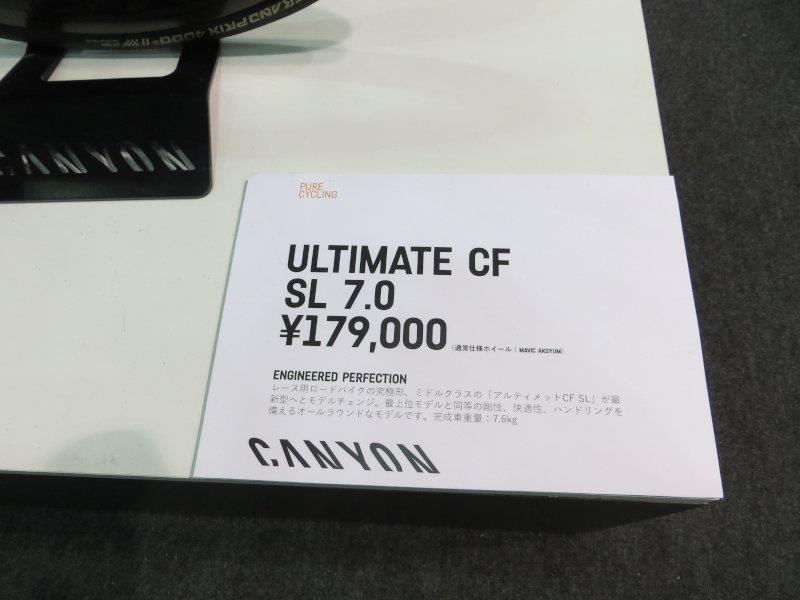 GRAND PRIX 4000 S II
CANYON
PURE
CYCLING
ULTIMATE CF
SL 7.0
¥179,000
(通常仕様ホイール：MAVIC AKSYUM)
ENGINEERED PERFECTION
レース用ロードバイクの究極形、ミドルクラスの「アルティメットCF SL」が最
新型へとモデルチェンジ。最上位モデルと同等の剛性、快適性、ハンドリングを
備えるオールラウンドなモデルです。完成車重量：7.6kg
CANYON